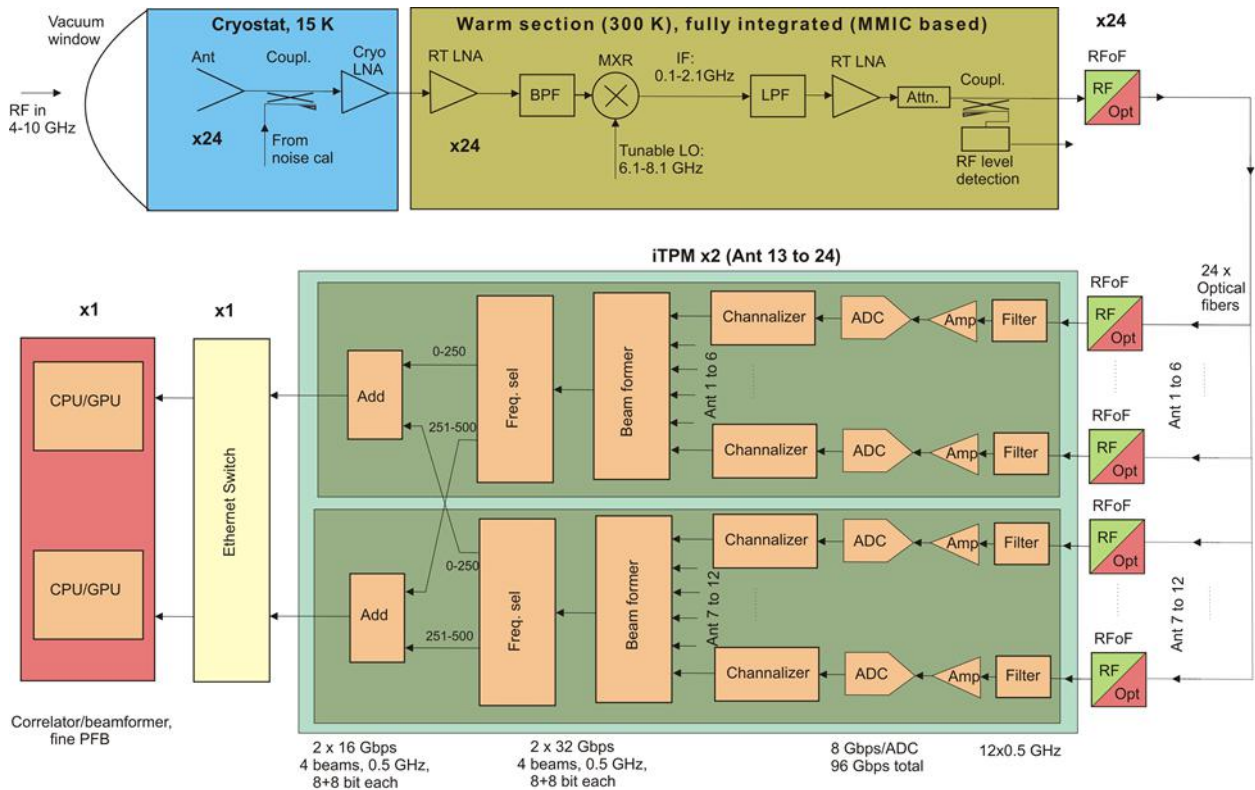 Vacuum
window
RF in
4-10 GHz
Cryostat, 15 K
Ant
Coupl.
Cryo
LNA
x24
From
noise cal
Warm section (300 K), fully integrated (MMIC based)
RT LNA
BPF
MXR
IF:
0.1-2.1GHz
LPF
RT LNA
Attn.
Coupl.
x24
Tunable LO:
6.1-8.1 GHz
RF level
detection
x24
RFoF
RF
Opt
24 x
Optical
fibers
iTPM x2 (Ant 13 to 24)
x1
x1
CPU/GPU
CPU/GPU
Ethernet Switch
Add
0-250
251-500
Freq. sel
Beam former
Ant 1 to 6
Channalizer
ADC
Amp
Filter
RFoF
RF
Opt
Ant 1 to 6
Channalizer
ADC
Amp
Filter
RFoF
RF
Opt
Add
0-250
251-500
Freq. sel
Beam former
Ant 7 to 12
Channalizer
ADC
Amp
Filter
RFoF
RF
Opt
Ant 7 to 12
Channalizer
ADC
Amp
Filter
RFoF
RF
Opt
Correlator/beamformer,
fine PFB
2 x 16 Gbps
4 beams, 0.5 GHz,
8+8 bit each
2 x 32 Gbps
4 beams, 0.5 GHz,
8+8 bit each
8 Gbps/ADC
96 Gbps total
12x0.5 GHz